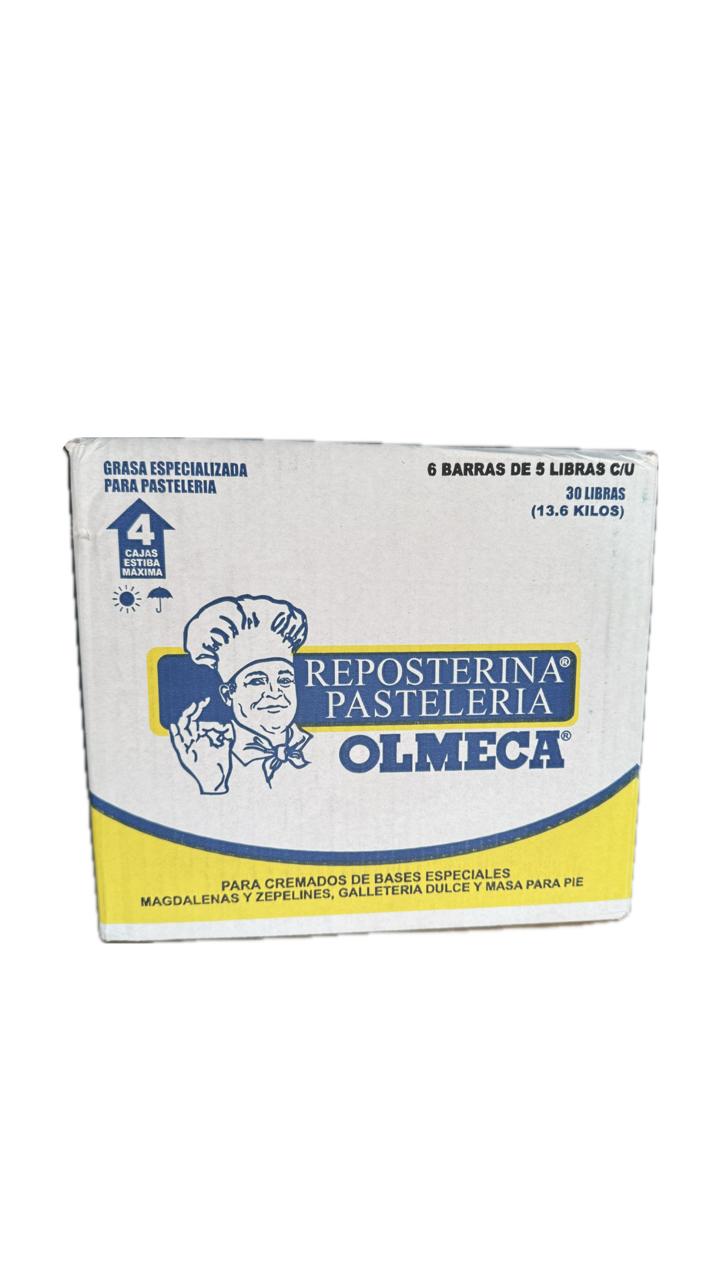 GRASA ESPECIALIZADA
PARA PASTELERIA
6 BARRAS DE 5 LIBRAS C/U
30 LIBRAS
(13.6 KILOS)
4
CAJAS
ESTIBA
MÁXIMA
REPOSTERINA®
PASTELERIA
OLMECA®
PARA CREMADOS DE BASES ESPECIALES
MAGDALENAS Y ZEPELINES, GALLETERIA DULCE Y MASA PARA PIE